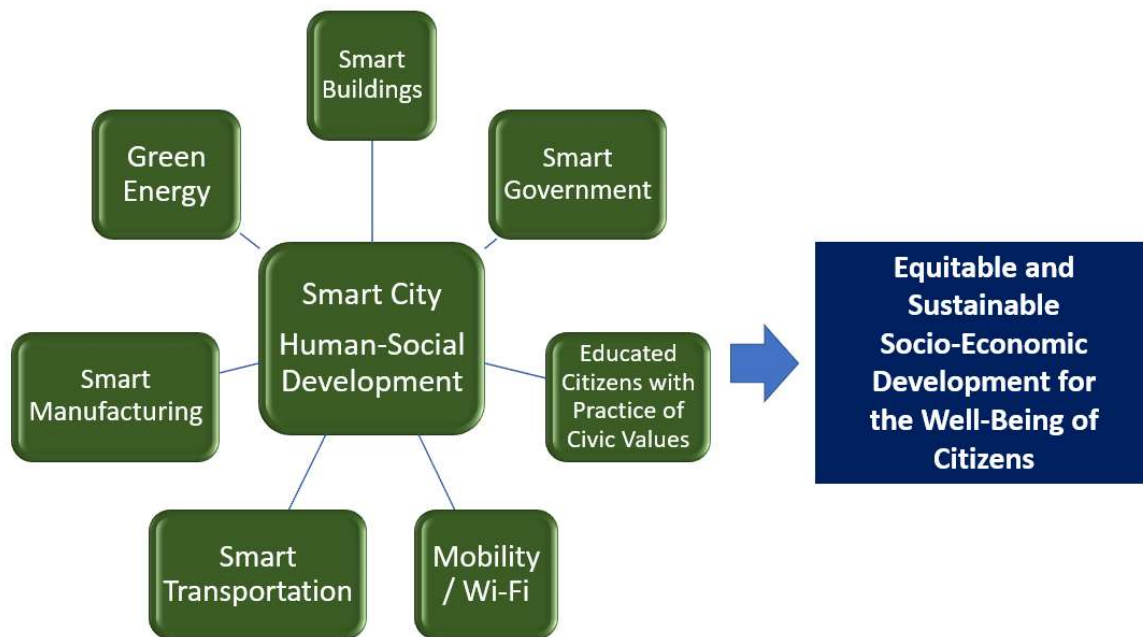 Smart
Buildings
Green
Energy
Smart
Government
Smart City
Human-Social
Development
Smart
Manufacturing
Educated
Citizens with
Practice of
Civic Values
Smart
Transportation
Mobility
/ Wi-Fi
Equitable and
Sustainable
Socio-Economic
Development for
the Well-Being of
Citizens